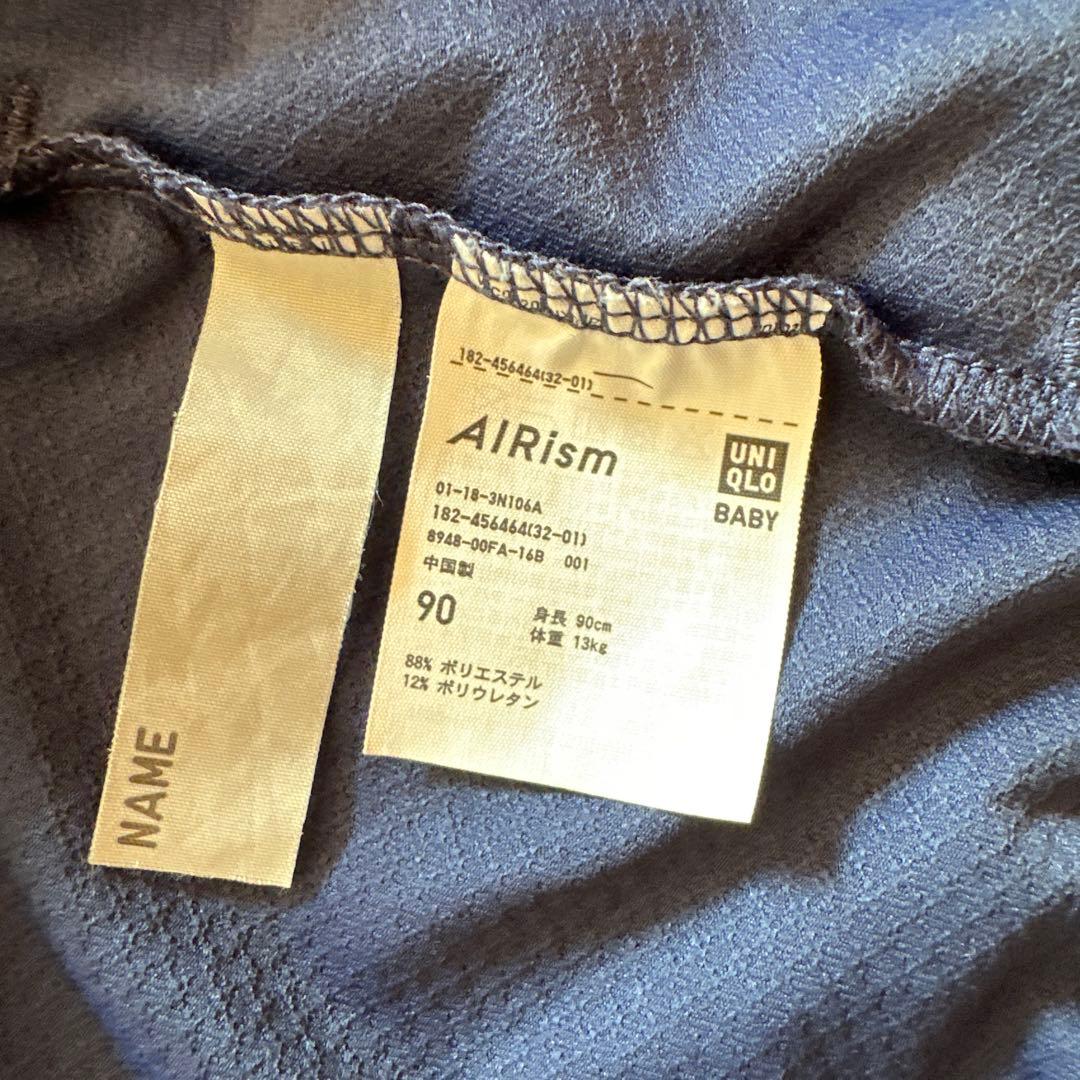 182-456464(32-01)
AIRism
UNI
QLO
BABY
01-18-3N106A
182-456464(32-01)
8948-00FA-16B 001
中国製
90
身長 90cm
体重 13kg
88% ポリエステル
12% ポリウレタン
NAME